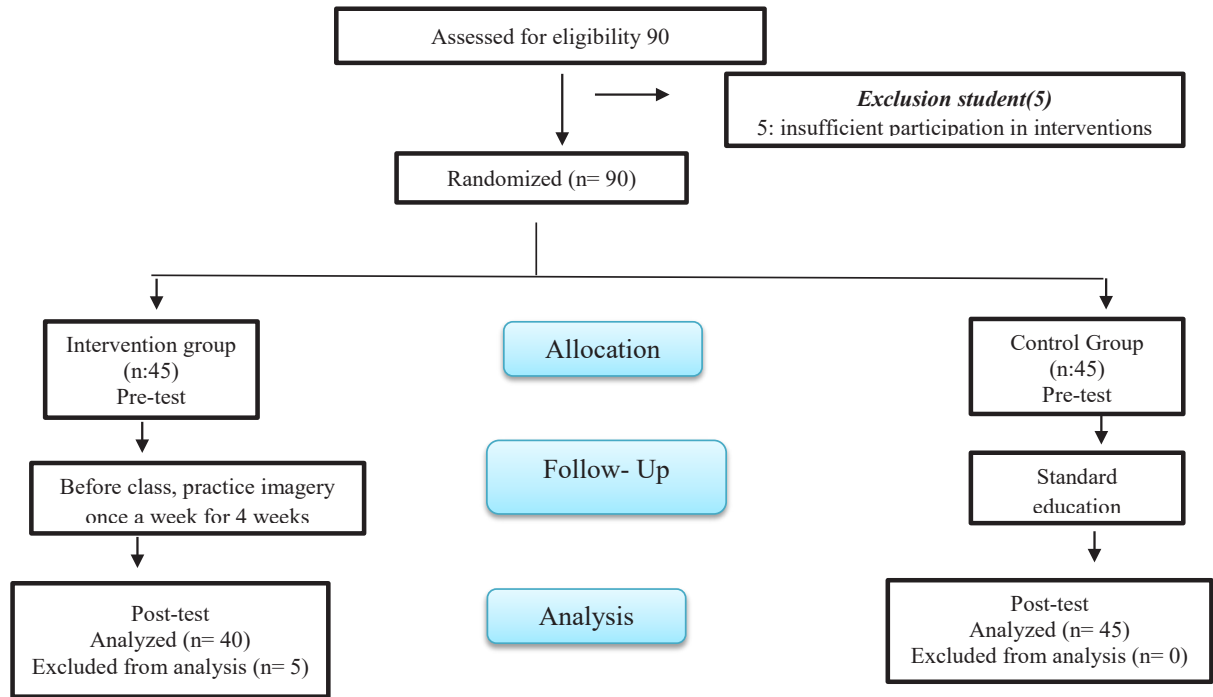 Assessed for eligibility 90
Exclusion student(5)
5: insufficient participation in interventions
Randomized (n= 90)
Intervention group
(n:45)
Pre-test
Allocation
Control Group
(n:45)
Pre-test
Before class, practice imagery
once a week for 4 weeks
Follow- Up
Standard
education
Post-test
Analyzed (n= 40)
Excluded from analysis (n= 5)
Analysis
Post-test
Analyzed (n= 45)
Excluded from analysis (n= 0)